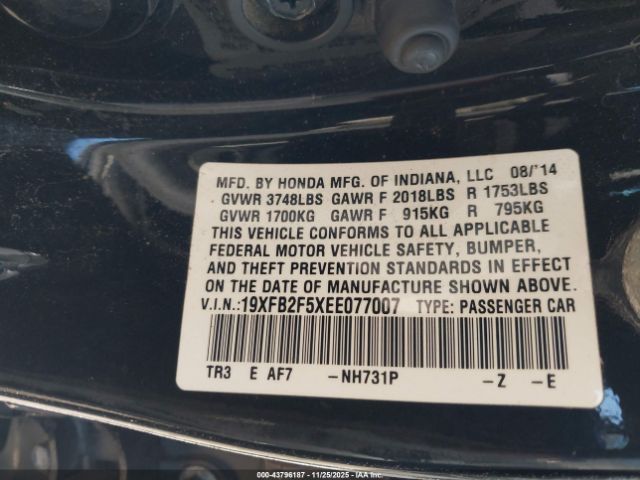 MFD. BY HONDA MFG. OF INDIANA, LLC 08/'14
GVWR 3748LBS GAWR F 2018LBS R 1753LBS
GVWR 1700KG GAWR F 915KG R 795KG
THIS VEHICLE CONFORMS TO ALL APPLICABLE
FEDERAL MOTOR VEHICLE SAFETY, BUMPER,
AND THEFT PREVENTION STANDARDS IN EFFECT
ON THE DATE OF MANUFACTURE SHOWN ABOVE.
V.I.N.:19XFB2F5XEE077007 TYPE: PASSENGER CAR
TR3 E AF7 -NH731P -Z -E
© IAA 43796187 - 11/25/2025 - IAAI.COM